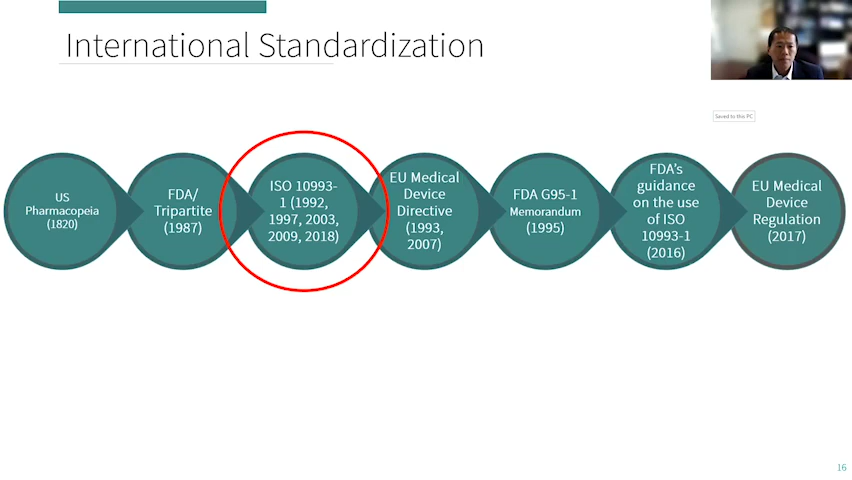 International Standardization
Saved to this PC
US
Pharmacopeia
(1820)
FDA/
Tripartite
(1987)
ISO 10993-
1 (1992,
1997, 2003,
2009, 2018)
EU Medical
Device
Directive
(1993,
2007)
FDA G95-1
Memorandum
(1995)
FDA's
guidance
on the use
of ISO
10993-1
(2016)
EU Medical
Device
Regulation
(2017)
16